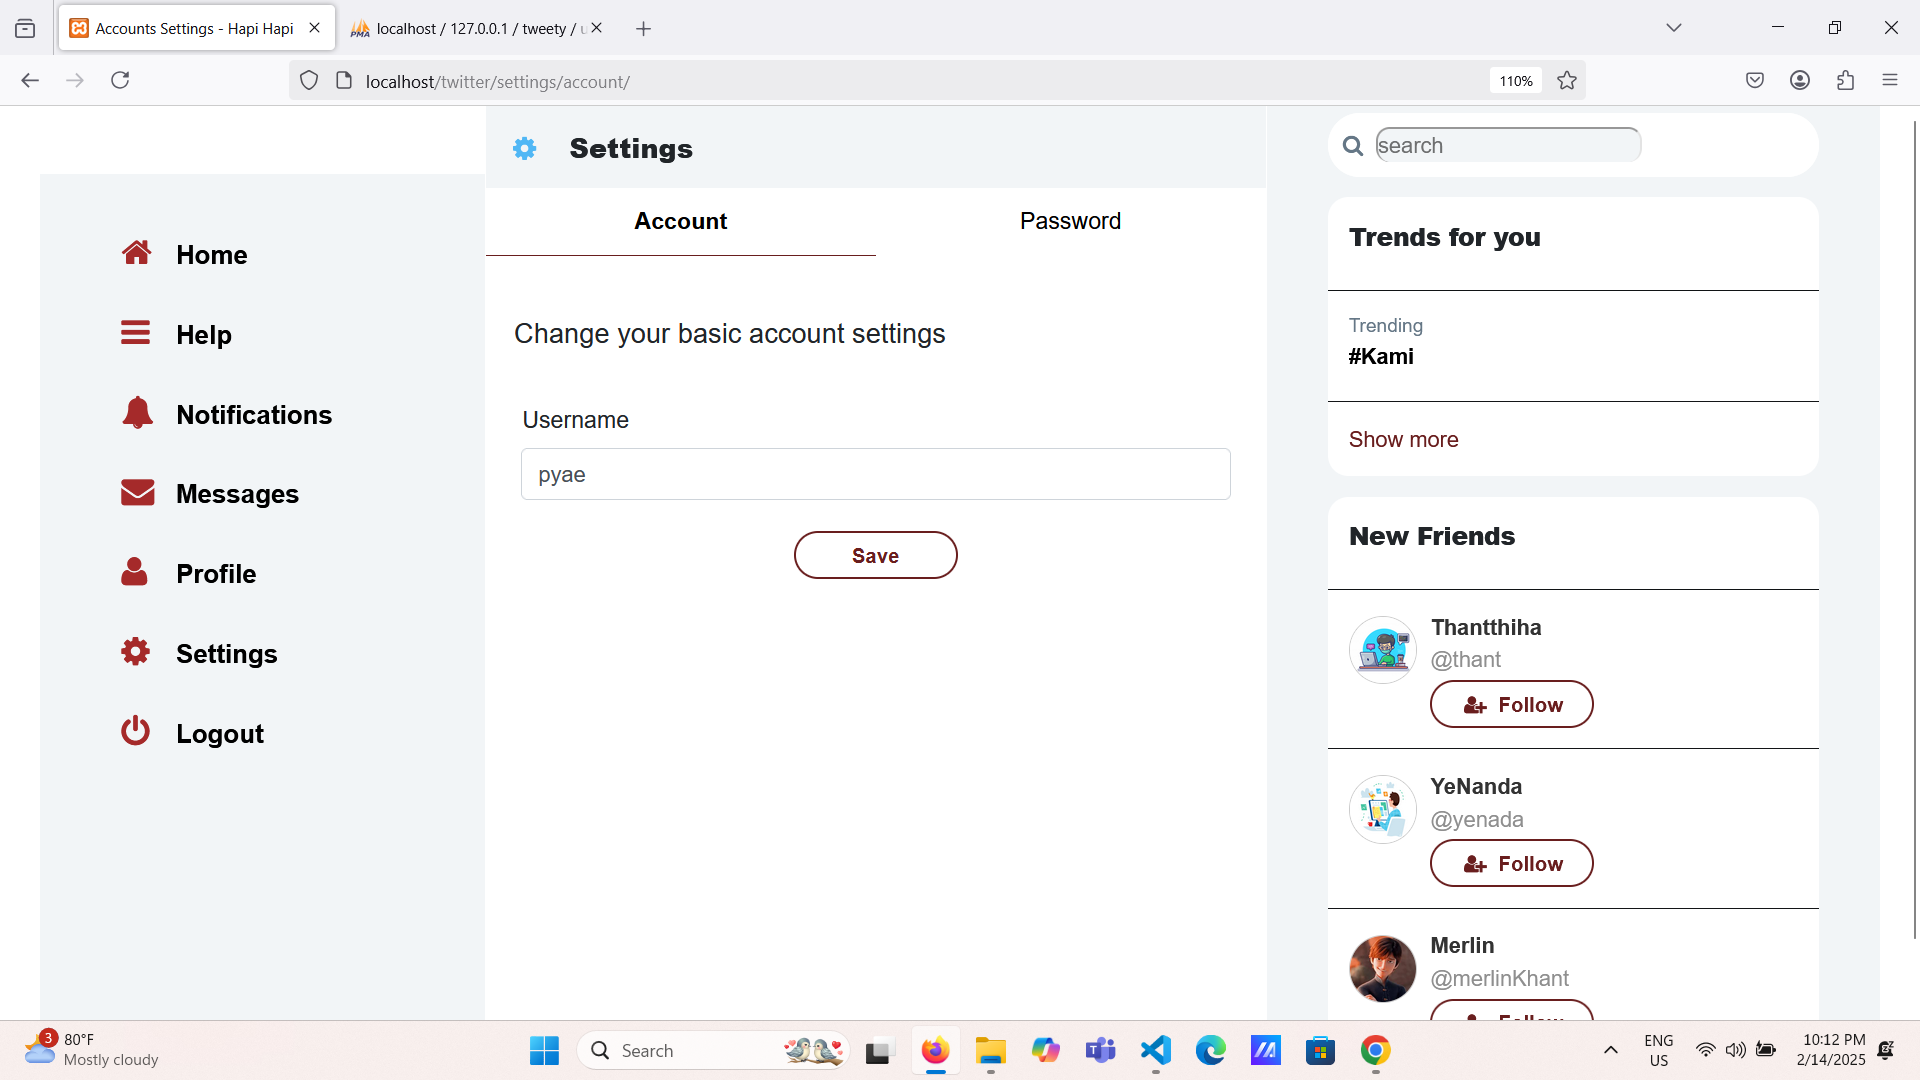 Accounts Settings - Hapi Hapi
localhost / 127.0.0.1 / tweety / u
localhost/twitter/settings/account/
110%
Settings
search
Account
Password
Home
Help
Notifications
Messages
Profile
Settings
Logout
Change your basic account settings
Username
pyae
Save
Trends for you
Trending
#Kami
Show more
New Friends
Thantthiha
@thant
Follow
YeNanda
@yenada
Follow
Merlin
@merlinKhant
Follow
3
80°F
Mostly cloudy
Search
ENG
US
10:12 PM
2/14/2025